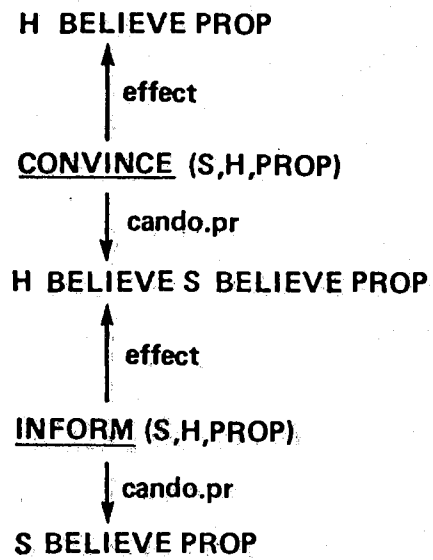 H BELIEVE PROP
effect
CONVINCE (S,H,PROP)
cando.pr
H BELIEVE S BELIEVE PROP
effect
INFORM (S,H,PROP)
cando.pr
S BELIEVE PROP